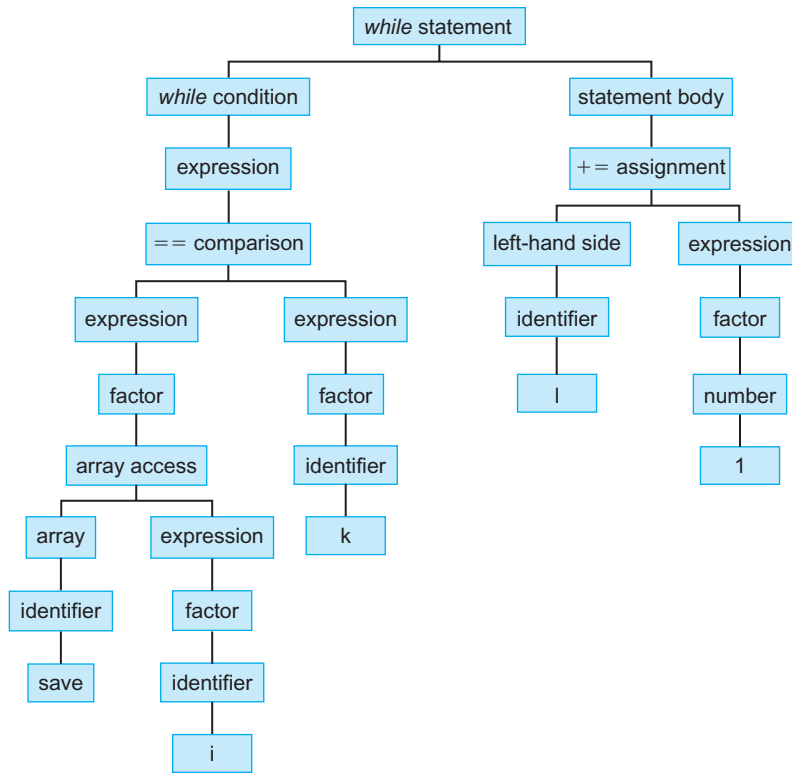 while statement
while condition
statement body
expression
+= assignment
== comparison
left-hand side
expression
expression
expression
identifier
factor
factor
factor
l
number
array access
identifier
1
array
expression
k
identifier
factor
save
identifier
i